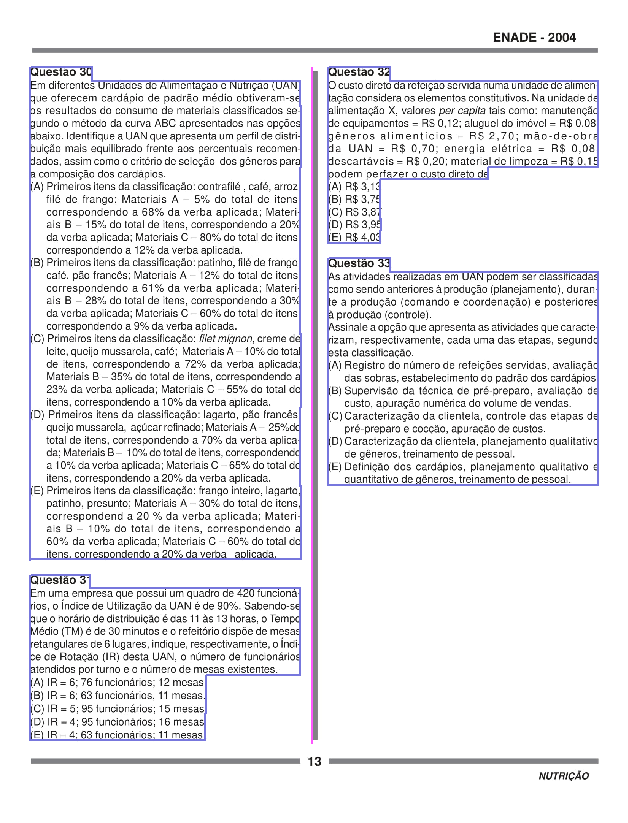 ENADE - 2004
Questão 30
Em diferentes Unidades de Alimentação e Nutrição (UAN)
que oferecem cardápio de padrão médio obtiveram-se
os resultados do consumo de materiais classificados se-
gundo o método da curva ABC apresentados nas opções
abaixo. Identifique a UAN que apresenta um perfil de distri-
buição mais equilibrado frente aos percentuais recomen-
dados, assim como o critério de seleção dos gêneros para
a composição dos cardápios.
(A) Primeiros itens da classificação: contrafilé , café, arroz,
filé de frango: Materiais A – 5% do total de itens,
correspondendo a 68% da verba aplicada; Materi-
ais B – 15% do total de itens, correspondendo a 20%
da verba aplicada; Materiais C – 80% do total de itens,
correspondendo a 12% da verba aplicada.
(B) Primeiros itens da classificação: patinho, filé de frango,
café, pão francês; Materiais A – 12% do total de itens,
correspondendo a 61% da verba aplicada; Materi-
ais B – 28% do total de itens, correspondendo a 30%
da verba aplicada; Materiais C – 60% do total de itens,
correspondendo a 9% da verba aplicada.
(C) Primeiros itens da classificação: filet mignon, creme de
leite, queijo mussarela, café; Materiais A – 10% do total
de itens, correspondendo a 72% da verba aplicada;
Materiais B – 35% do total de itens, correspondendo a
23% da verba aplicada; Materiais C – 55% do total de
itens, correspondendo a 10% da verba aplicada.
(D) Primeiros itens da classificação: lagarto, pão francês,
queijo mussarela, açúcar refinado; Materiais A – 25%do
total de itens, correspondendo a 70% da verba aplica-
da; Materiais B – 10% do total de itens, correspondendo
a 10% da verba aplicada; Materiais C – 65% do total de
itens, correspondendo a 20% da verba aplicada.
(E) Primeiros itens da classificação: frango inteiro, lagarto,
patinho, presunto; Materiais A – 30% do total de itens,
correspondend a 20 % da verba aplicada; Materi-
ais B – 10% do total de itens, correspondendo a
60% da verba aplicada; Materiais C – 60% do total de
itens, correspondendo a 20% da verba aplicada.
Questão 31
Em uma empresa que possui um quadro de 420 funcioná-
rios, o Índice de Utilização da UAN é de 90%. Sabendo-se
que o horário de distribuição é das 11 às 13 horas, o Tempo
Médio (TM) é de 30 minutos e o refeitório dispõe de mesas
retangulares de 6 lugares, indique, respectivamente, o Índi-
ce de Rotação (IR) desta UAN, o número de funcionários
atendidos por turno e o número de mesas existentes.
(A) IR = 6; 76 funcionários; 12 mesas.
(B) IR = 6; 63 funcionários, 11 mesas.
(C) IR = 5; 95 funcionários; 15 mesas.
(D) IR = 4; 95 funcionários; 16 mesas.
(E) IR – 4; 63 funcionários; 11 mesas.
Questão 32
O custo direto da refeição servida numa unidade de alimen-
tação considera os elementos constitutivos. Na unidade de
alimentação X, valores per capita tais como: manutenção
de equipamentos = R$ 0,12; aluguel do imóvel = R$ 0,08;
gêneros alimentícios – R$ 2,70; mão-de-obra
da UAN = R$ 0,70; energia elétrica = R$ 0,08;
descartáveis = R$ 0,20; material de limpeza = R$ 0,15
podem perfazer o custo direto de
(A) R$ 3,13
(B) R$ 3,75
(C) R$ 3,87
(D) R$ 3,95
(E) R$ 4,03
Questão 33
As atividades realizadas em UAN podem ser classificadas
como sendo anteriores à produção (planejamento), duran-
te a produção (comando e coordenação) e posteriores
à produção (controle).
Assinale a opção que apresenta as atividades que caracte-
rizam, respectivamente, cada uma das etapas, segundo
esta classificação.
(A) Registro do número de refeições servidas, avaliação
das sobras, estabelecimento do padrão dos cardápios.
(B) Supervisão da técnica de pré-preparo, avaliação de
custo, apuração numérica do volume de vendas.
(C) Caracterização da clientela, controle das etapas de
pré-preparo e cocção, apuração de custos.
(D) Caracterização da clientela, planejamento qualitativo
de gêneros, treinamento de pessoal.
(E) Definição dos cardápios, planejamento qualitativo e
quantitativo de gêneros, treinamento de pessoal.
13
NUTRIÇÃO